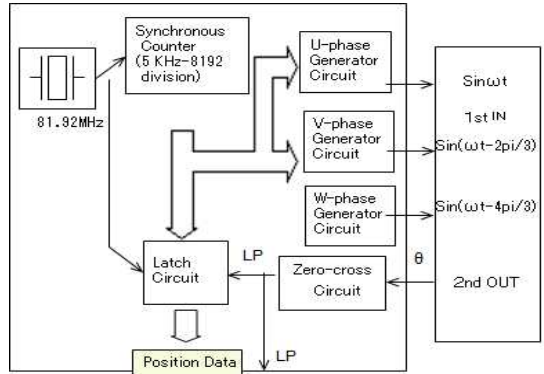 Synchronous
Counter
(5 KHz-8192
division)
81.92MHz
U-phase
Generator
Circuit
V-phase
Generator
Circuit
W-phase
Generator
Circuit
Sinωt
1st IN
Sin(ωt-2pi/3)
Sin(ωt-4pi/3)
2nd OUT
θ
Zero-cross
Circuit
LP
Latch
Circuit
LP
Position Data